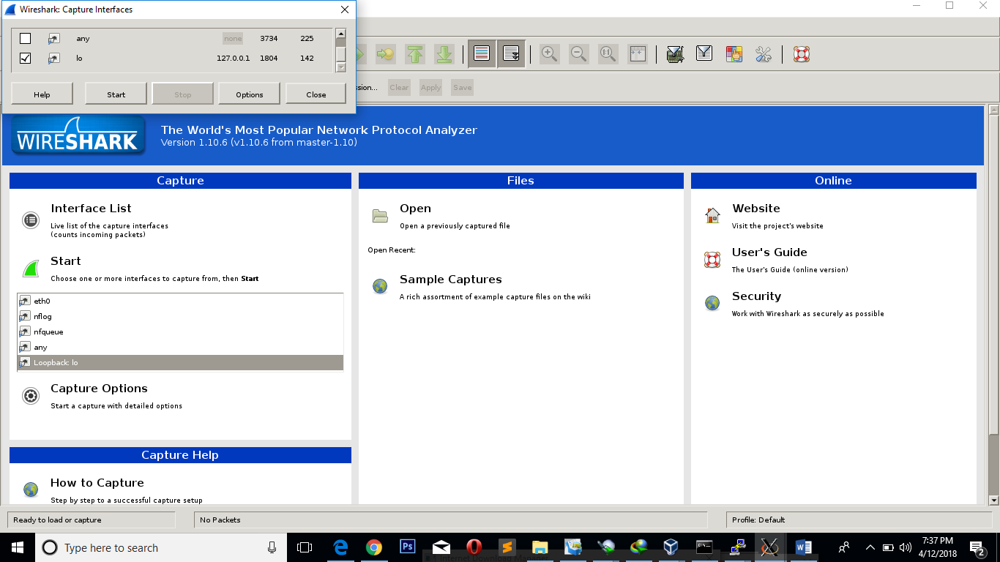 Wireshark: Capture Interfaces
any none 3734 225
lo 127.0.0.1 1804 142
Help Start Stop Options Close
Clear Apply Save
WIRESHARK
The World's Most Popular Network Protocol Analyzer
Version 1.10.6 (v1.10.6 from master-1.10)
Capture
Interface List
Live list of the capture interfaces
(counts incoming packets)
Start
Choose one or more interfaces to capture from, then Start
eth0
nflog
nfqueue
any
Loopback: lo
Capture Options
Start a capture with detailed options
Capture Help
How to Capture
Step by step to a successful capture setup
Files
Open
Open a previously captured file
Open Recent:
Sample Captures
A rich assortment of example capture files on the wiki
Online
Website
Visit the project's website
User's Guide
The User's Guide (online version)
Security
Work with Wireshark as securely as possible
Ready to load or capture
No Packets
Profile: Default
Type here to search
Ps
7:37 PM
4/12/2018
2